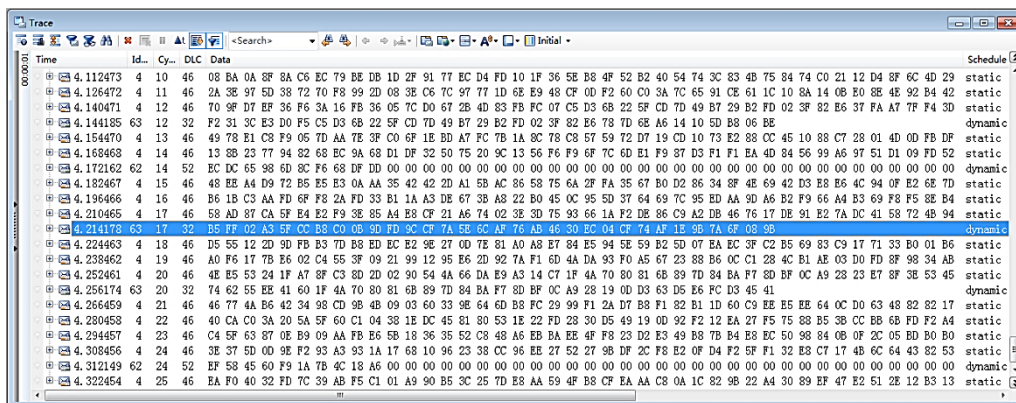 Trace
<Search> Initial
Time Id... Cy... DLC Data Schedule
00:00:01
4.112473 4 10 46 08 BA 0A 8F 8A C6 EC 79 BE DB 1D 2F 91 77 EC D4 FD 10 1F 36 5E B8 4F 52 B2 40 54 74 3C 83 4B 75 84 74 C0 21 12 D4 8F 6C 4D 29 static
4.126472 4 11 46 2A 3E 97 5D 38 72 70 F8 99 2D 08 3E C6 7C 97 77 1D 6E E9 48 CF 0D F2 60 C0 3A 7C 65 91 CE 61 1C 10 8A 14 0B E0 8E 4E 92 B4 42 static
4.140471 4 12 46 70 9F D7 EF 36 F6 3A 16 FB 36 05 7C D0 67 2B 4D 83 FB FC 07 C5 D3 6B 22 5F CD 7D 49 B7 29 B2 FD 02 3F 82 E6 37 FA A7 7F F4 3D static
4.144185 63 12 32 F2 31 3C E3 D0 F5 C5 D3 6B 22 5F CD 7D 49 B7 29 B2 FD 02 3F 82 E6 78 7D 6E A6 14 10 5D B8 06 BE dynamic
4.154470 4 13 46 49 78 E1 C8 F9 05 7D AA 7E 3F C0 6F 1E BD A7 FC 7B 1A 8C 78 C8 57 59 72 D7 19 CD 10 73 E2 88 CC 45 10 88 C7 28 01 4D 0D FB DF static
4.168468 4 14 46 13 8B 23 77 94 82 68 EC 9A 68 D1 DF 32 50 75 20 9C 13 56 F6 F9 6F 7C 6D E1 F9 87 D3 F1 F1 EA 4D 84 56 99 A6 97 51 D1 09 FD 52 static
4.172162 62 14 52 EC DC 65 98 6D 8C F6 68 DF DD 00 00 00 00 00 00 00 00 00 00 00 00 00 00 00 00 00 00 00 00 00 00 00 00 00 00 00 00 00 00 00 00 dynamic
4.182467 4 15 46 48 EE A4 D9 72 B5 E5 E3 0A AA 35 42 42 2D A1 5B AC 86 58 75 6A 2F FA 35 67 B0 D2 86 34 8F 4E 69 42 D3 E8 E6 4C 94 0F E2 6E 7D static
4.196466 4 16 46 B6 1B C3 AA FD 6F F8 2A FD 33 B1 1A A3 DE 67 3B A8 22 B0 45 0C 95 5D 37 64 69 7C 95 ED AA 9D A6 B2 F9 66 A4 B3 69 F8 F5 8E B4 static
4.210465 4 17 46 58 AD 87 CA 5F E4 E2 F9 3E 85 A4 E8 CF 21 A6 74 02 3E 3D 75 93 66 1A F2 DE 86 C9 A2 DB 46 76 17 DE 91 E2 7A DC 41 58 72 4B 94 static
4.214178 63 17 32 B5 FF 02 A3 5F CC B8 C0 0B 9D FD 9C CF 7A 5E 6C AF 76 AB 46 30 EC 04 CF 74 AF 1E 9B 7A 6F 08 9B dynamic
4.224463 4 18 46 D5 55 12 2D 9D FB B3 7D B8 ED EC E2 9E 27 0D 7E 81 A0 A8 E7 84 E5 94 5E 59 B2 5D 07 EA EC 3F C2 B5 69 83 C9 17 71 33 B0 01 B6 static
4.238462 4 19 46 A0 F6 17 7B E6 02 C4 55 3F 09 21 99 12 95 E6 2D 92 7A F1 6D 4A DA 93 F0 A5 67 23 88 B6 0C C1 28 4C B1 AE 03 D0 FD 8F 98 34 AB static
4.252461 4 20 46 4E E5 53 24 1F A7 8F C3 8D 2D 02 90 54 4A 66 DA E9 A3 14 C7 1F 4A 70 80 81 6B 89 7D 84 BA F7 8D BF 0C A9 28 23 E7 8F 3E 53 45 static
4.256174 63 20 32 74 62 55 EE 41 60 1F 4A 70 80 81 6B 89 7D 84 BA F7 8D BF 0C A9 28 19 0D D3 63 D5 E6 FC D3 45 41 dynamic
4.266459 4 21 46 46 77 4A B6 42 34 98 CD 9B 4B 09 03 60 33 9E 64 6D B8 FC 29 99 F1 2A D7 B8 F1 82 B1 1D 60 C9 EE E5 EE 64 0C D0 63 48 82 82 17 static
4.280458 4 22 46 40 CA C0 3A 20 5A 5F 60 C1 04 38 1E DC 45 81 80 53 1E 22 FD 28 30 D5 49 19 0D 92 F2 12 EA 27 F5 75 88 B5 3B CC BB 6B FD F2 A4 static
4.294457 4 23 46 C4 5F 63 87 0E B9 09 AA FB E6 5B 18 36 35 52 C8 48 A6 EB BA EE 4F F8 23 D2 E3 49 B8 7B B4 E8 EC 50 98 84 0B 0F 2C 05 BD B0 B0 static
4.308456 4 24 46 3E 37 5D 0D 9E F2 93 A3 93 1A 17 68 10 96 23 38 CC 96 EE 27 52 27 9B DF 2C F8 E2 0F D4 F2 5F F1 32 E8 C7 17 4B 6C 64 43 82 53 static
4.312149 62 24 52 EF 58 45 60 F9 1A 7B 4C 18 A6 00 00 00 00 00 00 00 00 00 00 00 00 00 00 00 00 00 00 00 00 00 00 00 00 00 00 00 00 00 00 00 00 dynamic
4.322454 4 25 46 EA F0 40 32 FD 7C 39 AB F5 C1 01 A9 90 B5 3C 25 7D E8 AA 59 4F B8 CF EA AA C8 0A 1C 82 9B 22 A4 30 89 EF 47 E2 51 2E 12 B3 13 static